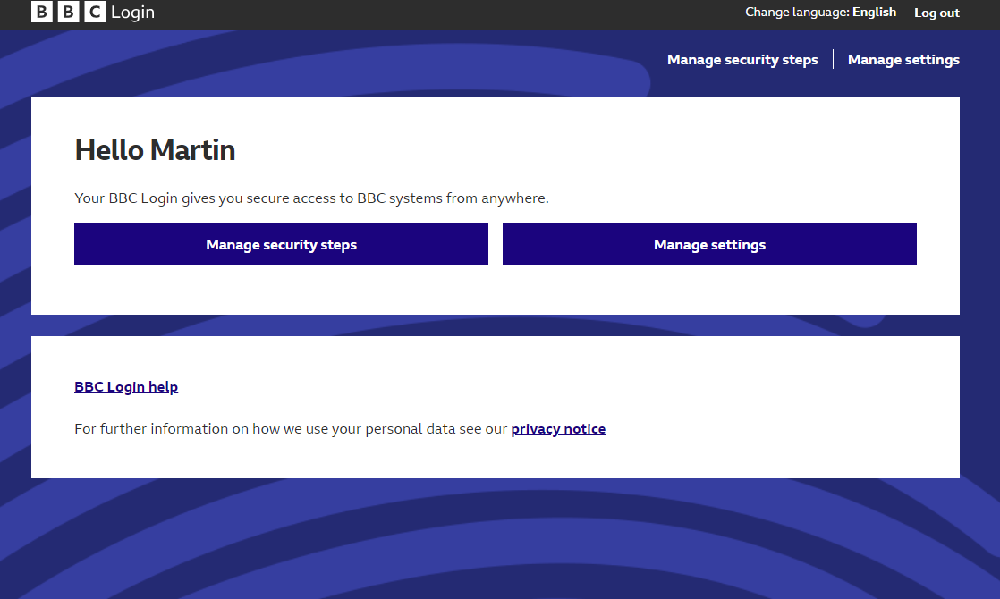 BBC Login
Change language: English Log out
Manage security steps Manage settings
Hello Martin
Your BBC Login gives you secure access to BBC systems from anywhere.
Manage security steps Manage settings
BBC Login help
For further information on how we use your personal data see our privacy notice